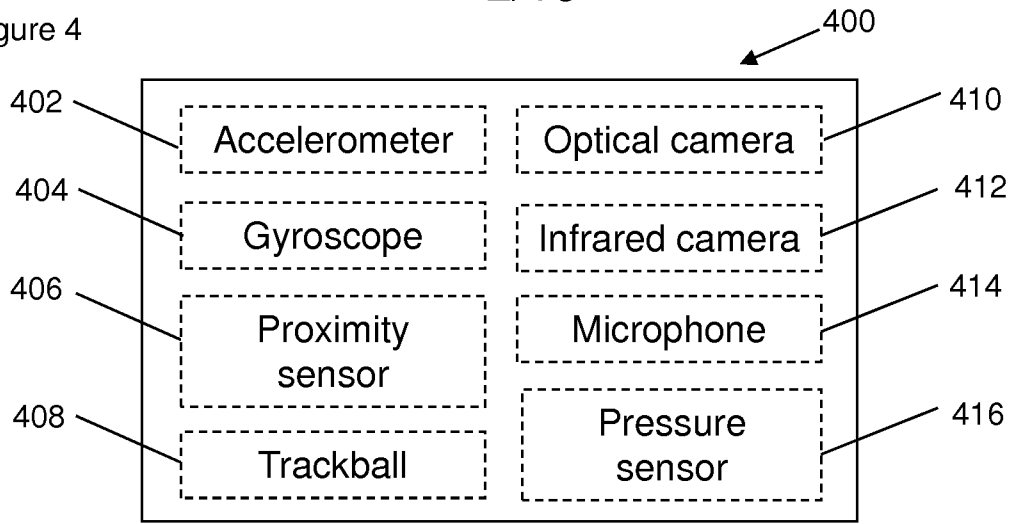 gure 4
400
402
Accelerometer
Optical camera
410
404
Gyroscope
Infrared camera
412
406
Proximity
sensor
Microphone
414
408
Trackball
Pressure
sensor
416